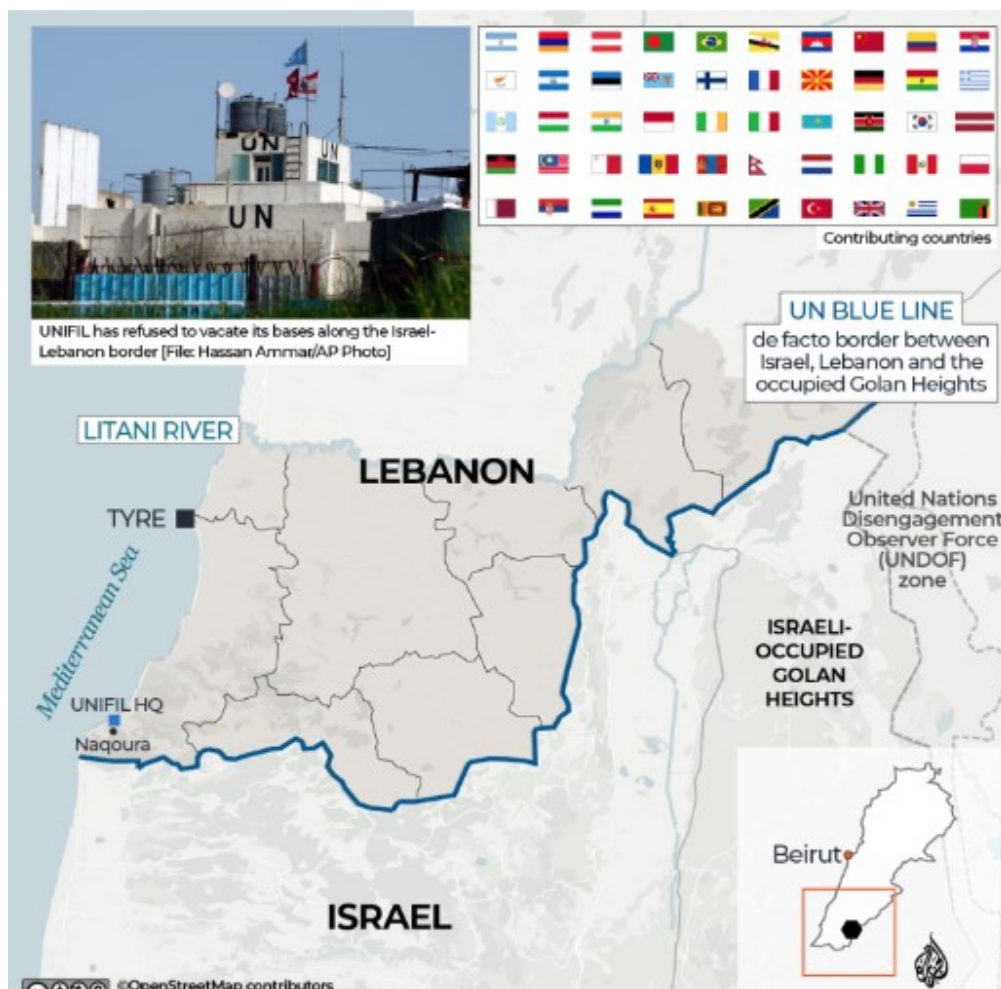 UN
UN
UN
UNIFIL has refused to vacate its bases along the Israel-
Lebanon border [File: Hassan Ammar/AP Photo]
Contributing countries
UN BLUE LINE
de facto border between
Israel, Lebanon and the
occupied Golan Heights
LITANI RIVER
LEBANON
TYRE
Mediterranean Sea
United Nations
Disengagement
Observer Force
(UNDOF)
zone
ISRAELI-
OCCUPIED
GOLAN
HEIGHTS
UNIFIL HQ
Naqoura
Beirut
ISRAEL
©OpenStreetMap contributors